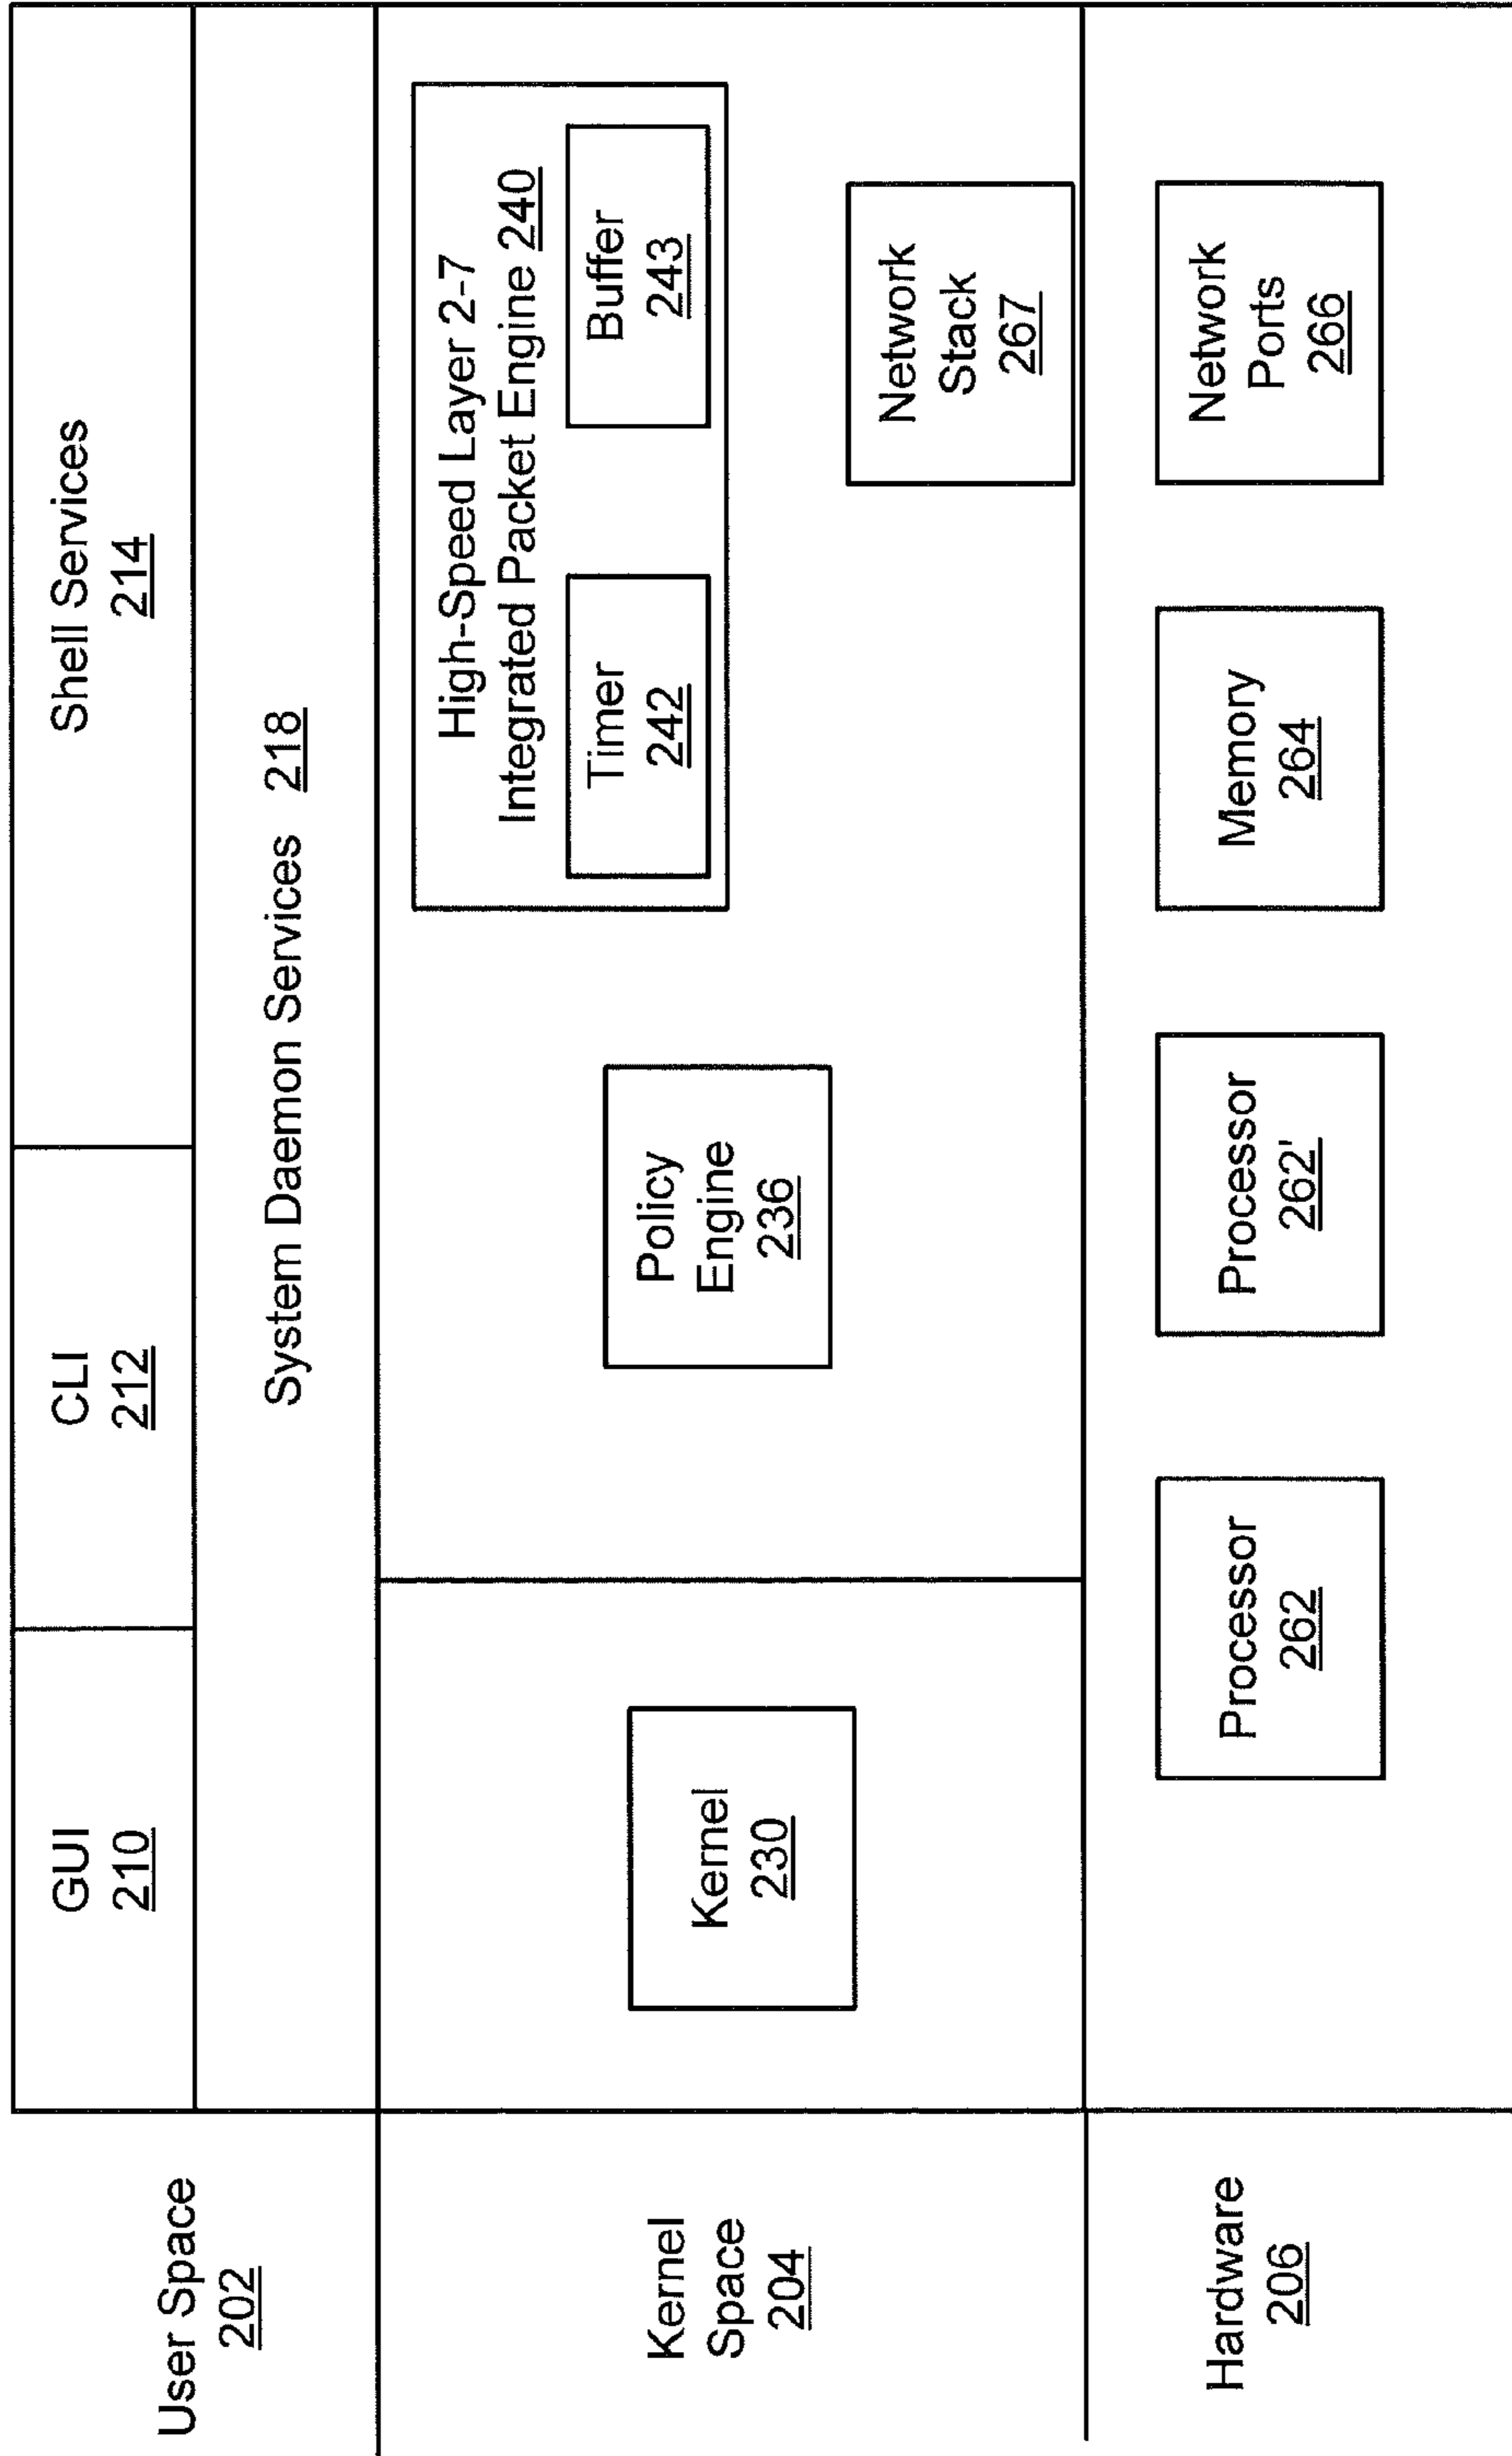 User Space
202
GUI
210
CLI
212
Shell Services
214
System Daemon Services 218
Kernel
Space
204
Kernel
230
Policy
Engine
236
High-Speed Layer 2-7
Integrated Packet Engine 240
Timer
242
Buffer
243
Network
Stack
267
Hardware
206
Processor
262
Processor
262'
Memory
264
Network
Ports
266